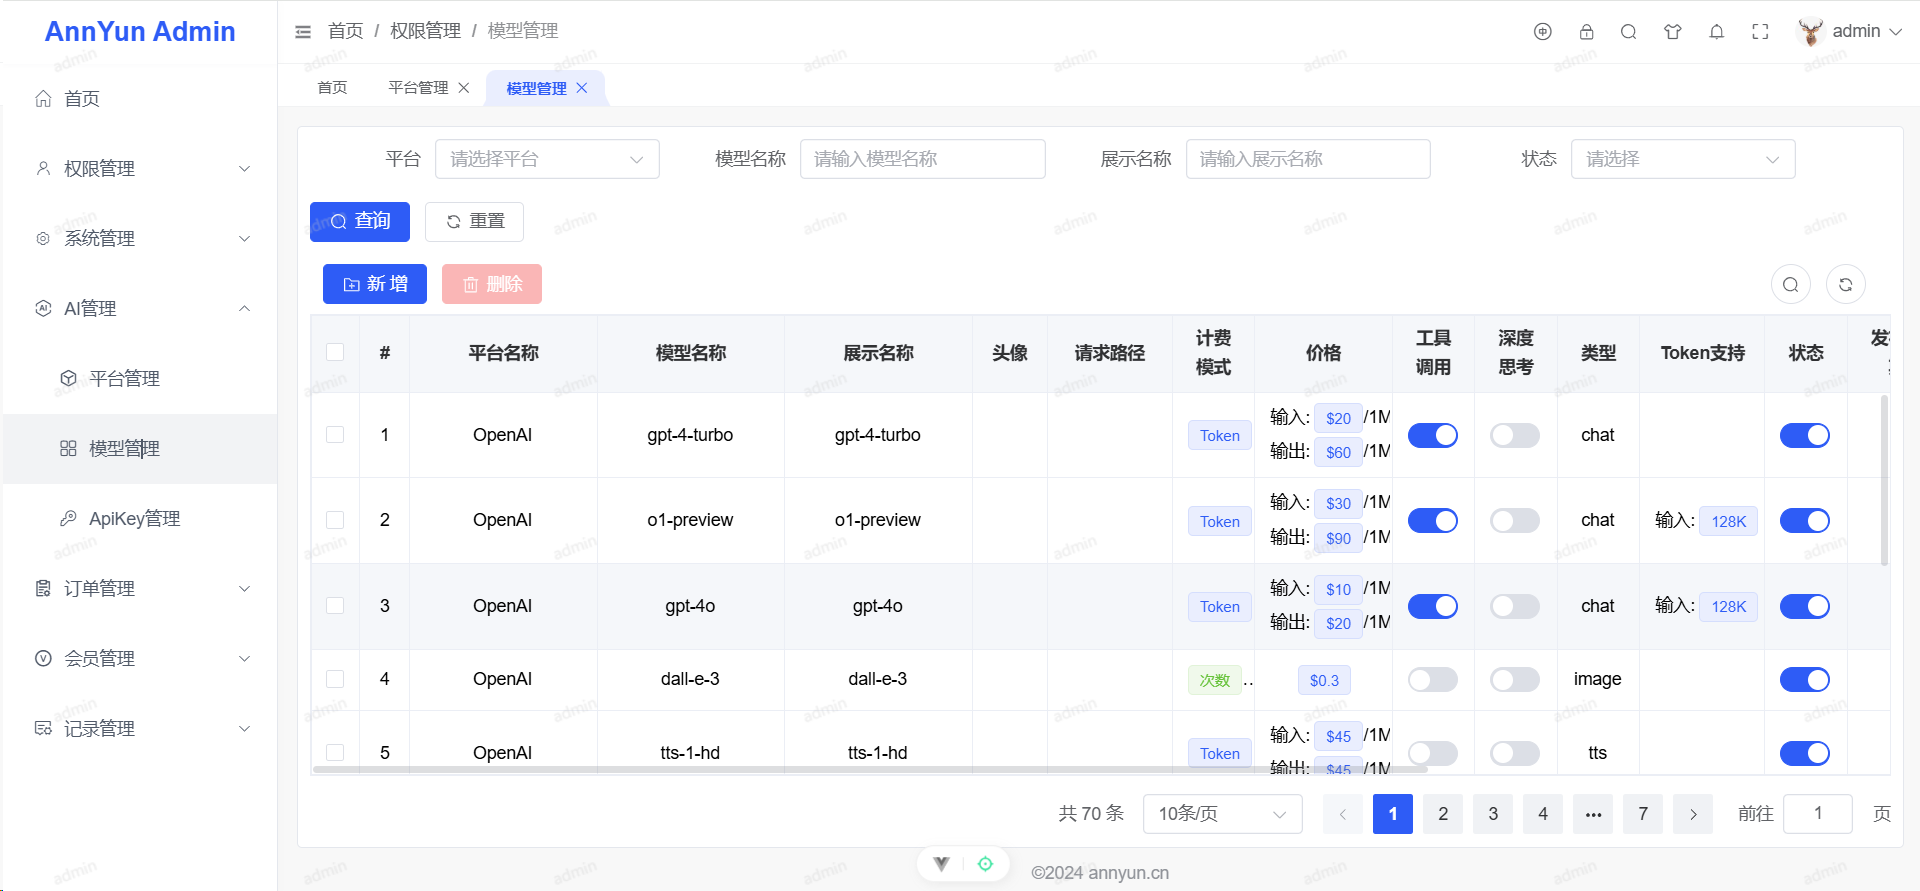 AnnYun Admin
首页 / 权限管理 / 模型管理
admin
首页
平台管理
模型管理
首页
权限管理
系统管理
AI管理
平台管理
模型管理
ApiKey管理
订单管理
会员管理
记录管理
平台 请选择平台
模型名称 请输入模型名称
展示名称 请输入展示名称
状态 请选择
查询
重置
新 增
删除
# 平台名称 模型名称 展示名称 头像 请求路径 计费模式 价格 工具调用 深度思考 类型 Token支持 状态
1 OpenAI gpt-4-turbo gpt-4-turbo Token 输入: $20 /1M 输出: $60 /1M chat
2 OpenAI o1-preview o1-preview Token 输入: $30 /1M 输出: $90 /1M chat 输入: 128K
3 OpenAI gpt-4o gpt-4o Token 输入: $10 /1M 输出: $20 /1M chat 输入: 128K
4 OpenAI dall-e-3 dall-e-3 次数 .. $0.3 image
5 OpenAI tts-1-hd tts-1-hd Token 输入: $45 /1M 输出: $45 /1M tts
共 70 条
10条/页
1 2 3 4 ••• 7
前往 1 页
©2024 annyun.cn